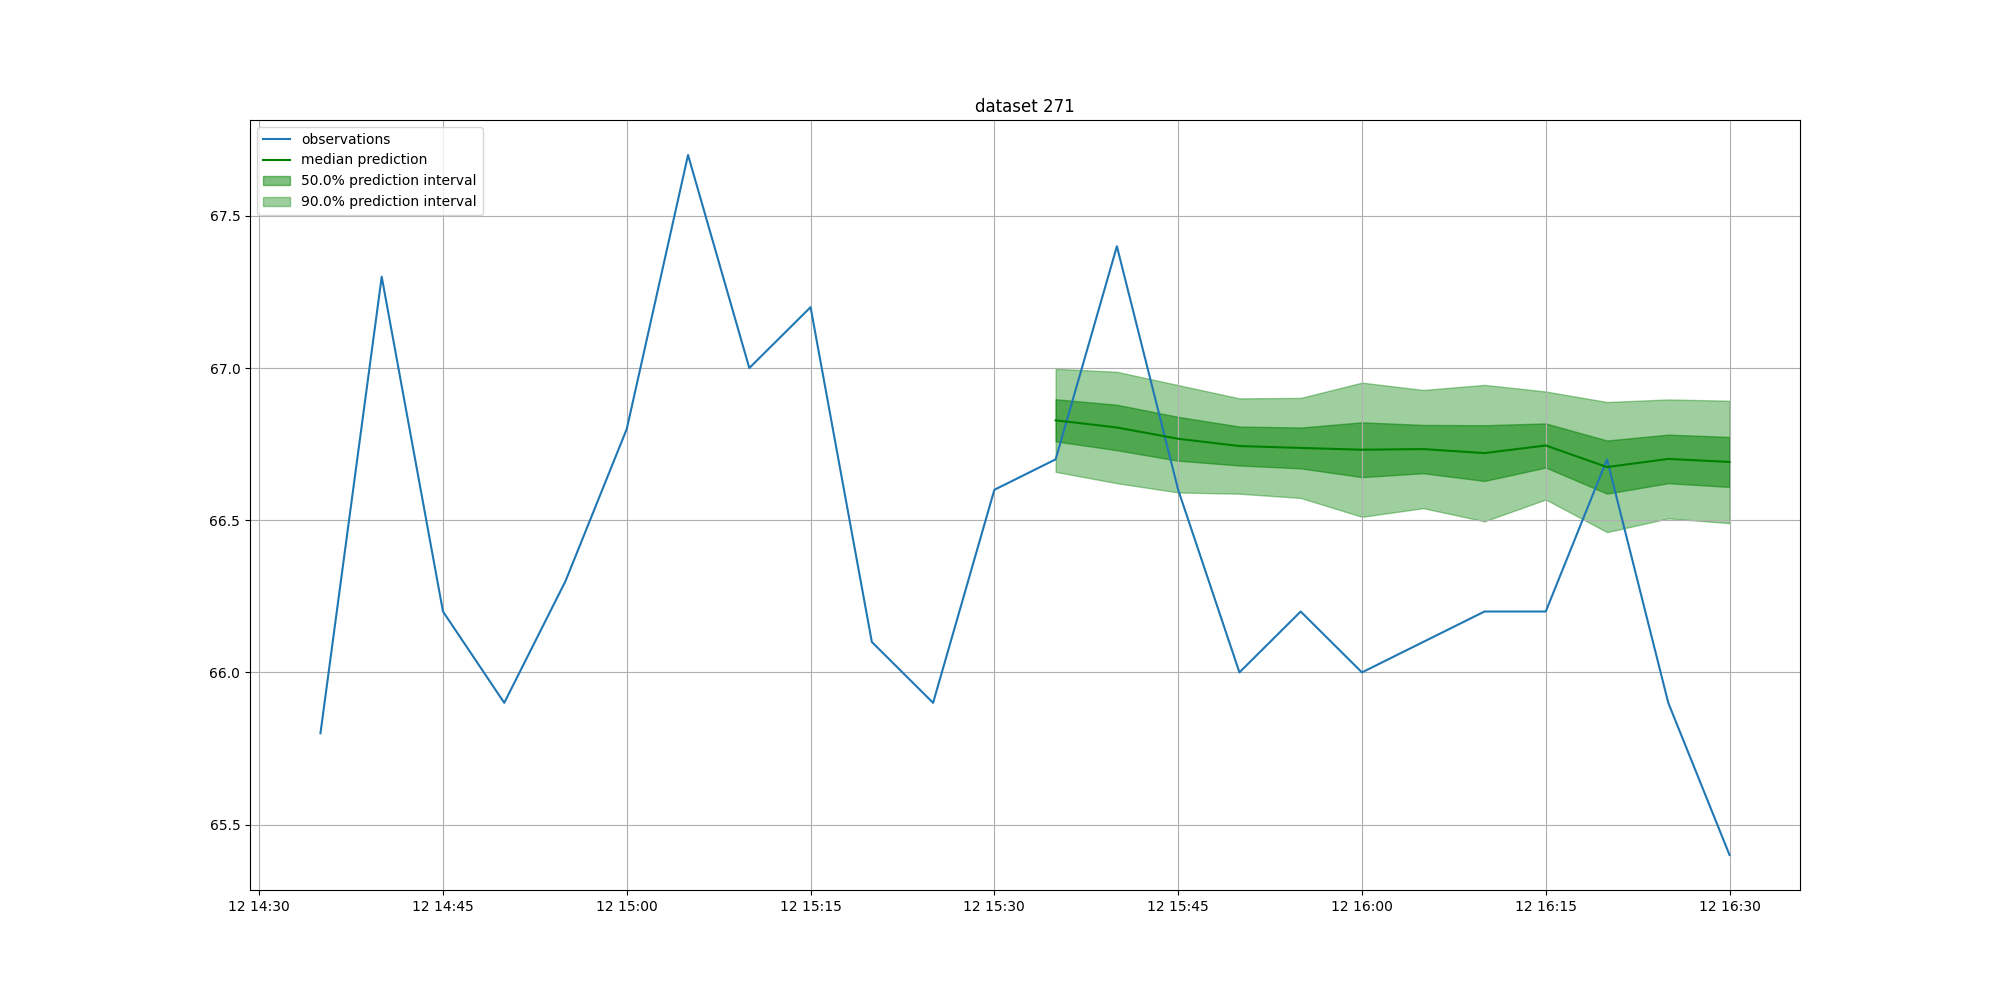 dataset 271
observations
median prediction
50.0% prediction interval
90.0% prediction interval
67.5
67.0
66.5
66.0
65.5
12 14:30 12 14:45 12 15:00 12 15:15 12 15:30 12 15:45 12 16:00 12 16:15 12 16:30